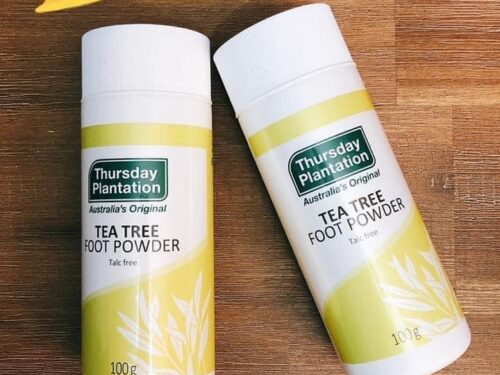 Thursday
Plantation
Australia's Original
TEA TREE
FOOT POWDER
Talc free
100g
Thursday
Plantation
Australia's Original
TEA TREE
FOOT POWDER
Talc free
100g